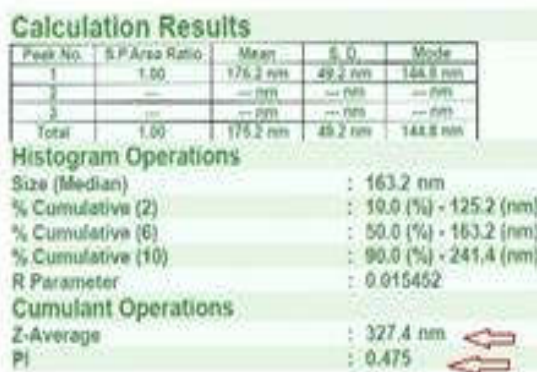 Calculation Results
Peak No. S.P.Area Ratio Mean S. D. Mode
1 1.00 176.2 nm 49.2 nm 144.8 nm
2 --- --- nm --- nm --- nm
3 --- --- nm --- nm --- nm
Total 1.00 176.2 nm 49.2 nm 144.8 nm
Histogram Operations
Size (Median) : 163.2 nm
% Cumulative (2) : 10.0 (%) - 125.2 (nm)
% Cumulative (6) : 50.0 (%) - 163.2 (nm)
% Cumulative (10) : 90.0 (%) - 241.4 (nm)
R Parameter : 0.015452
Cumulant Operations
Z-Average : 327.4 nm
PI : 0.475